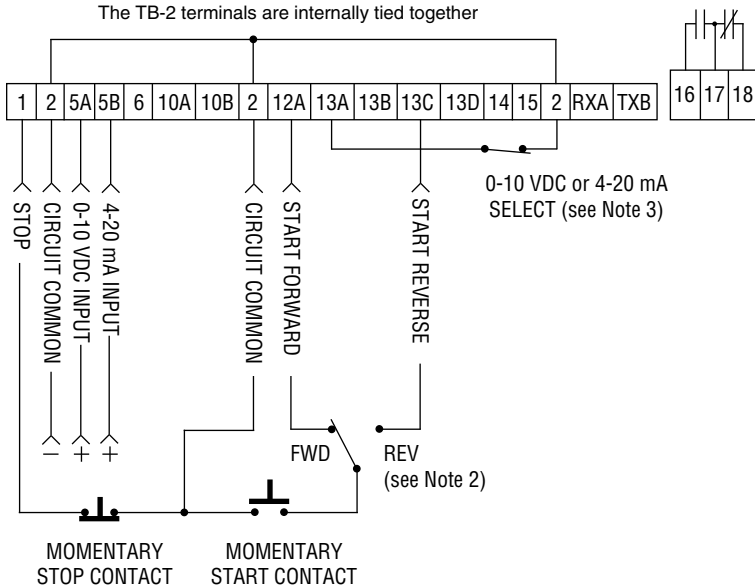 The TB-2 terminals are internally tied together
1 2 5A 5B 6 10A 10B 2 12A 13A 13B 13C 13D 14 15 2 RXA TXB
16 17 18
0-10 VDC or 4-20 mA
SELECT (see Note 3)
STOP
CIRCUIT COMMON
0-10 VDC INPUT
4-20 mA INPUT
CIRCUIT COMMON
START FORWARD
START REVERSE
− + +
FWD
REV
(see Note 2)
MOMENTARY
STOP CONTACT
MOMENTARY
START CONTACT